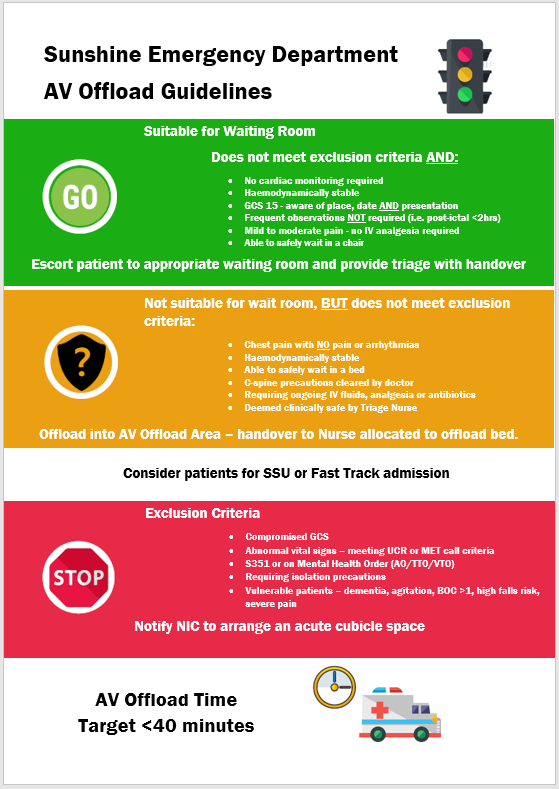 Sunshine Emergency Department
AV Offload Guidelines
Suitable for Waiting Room
Does not meet exclusion criteria AND:
GO
• No cardiac monitoring required
• Haemodynamically stable
• GCS 15 - aware of place, date AND presentation
• Frequent observations NOT required (i.e. post-ictal <2hrs)
• Mild to moderate pain - no IV analgesia required
• Able to safely wait in a chair
Escort patient to appropriate waiting room and provide triage with handover
Not suitable for wait room, BUT does not meet exclusion
criteria:
?
• Chest pain with NO pain or arrhythmias
• Haemodynamically stable
• Able to safely wait in a bed
• C-spine precautions cleared by doctor
• Requiring ongoing IV fluids, analgesia or antibiotics
• Deemed clinically safe by Triage Nurse
Offload into AV Offload Area – handover to Nurse allocated to offload bed.
Consider patients for SSU or Fast Track admission
Exclusion Criteria
STOP
• Compromised GCS
• Abnormal vital signs – meeting UCR or MET call criteria
• S351 or on Mental Health Order (AO/TTO/VTO)
• Requiring isolation precautions
• Vulnerable patients – dementia, agitation, BOC >1, high falls risk,
severe pain
Notify NIC to arrange an acute cubicle space
AV Offload Time
Target <40 minutes